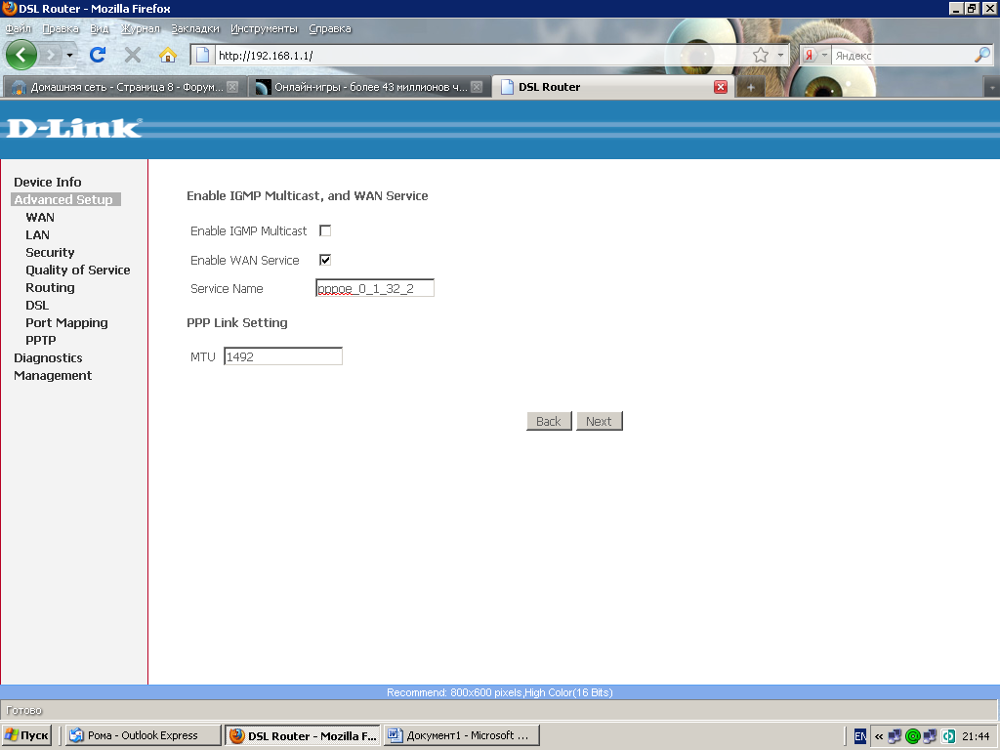 DSL Router - Mozilla Firefox
Файл Правка Вид Журнал Закладки Инструменты Справка
http://192.168.1.1/
Я Яндекс
Домашняя сеть - Страница 8 - Форум...
Онлайн-игры - более 43 миллионов ч...
DSL Router
D-Link
Device Info
Advanced Setup
WAN
LAN
Security
Quality of Service
Routing
DSL
Port Mapping
PPTP
Diagnostics
Management
Enable IGMP Multicast, and WAN Service
Enable IGMP Multicast
Enable WAN Service
Service Name pppoe_0_1_32_2
PPP Link Setting
MTU 1492
Back Next
Recommend: 800x600 pixels,High Color(16 Bits)
Готово
Пуск
Рома - Outlook Express
DSL Router - Mozilla F...
Документ1 - Microsoft ...
EN
«
21:44